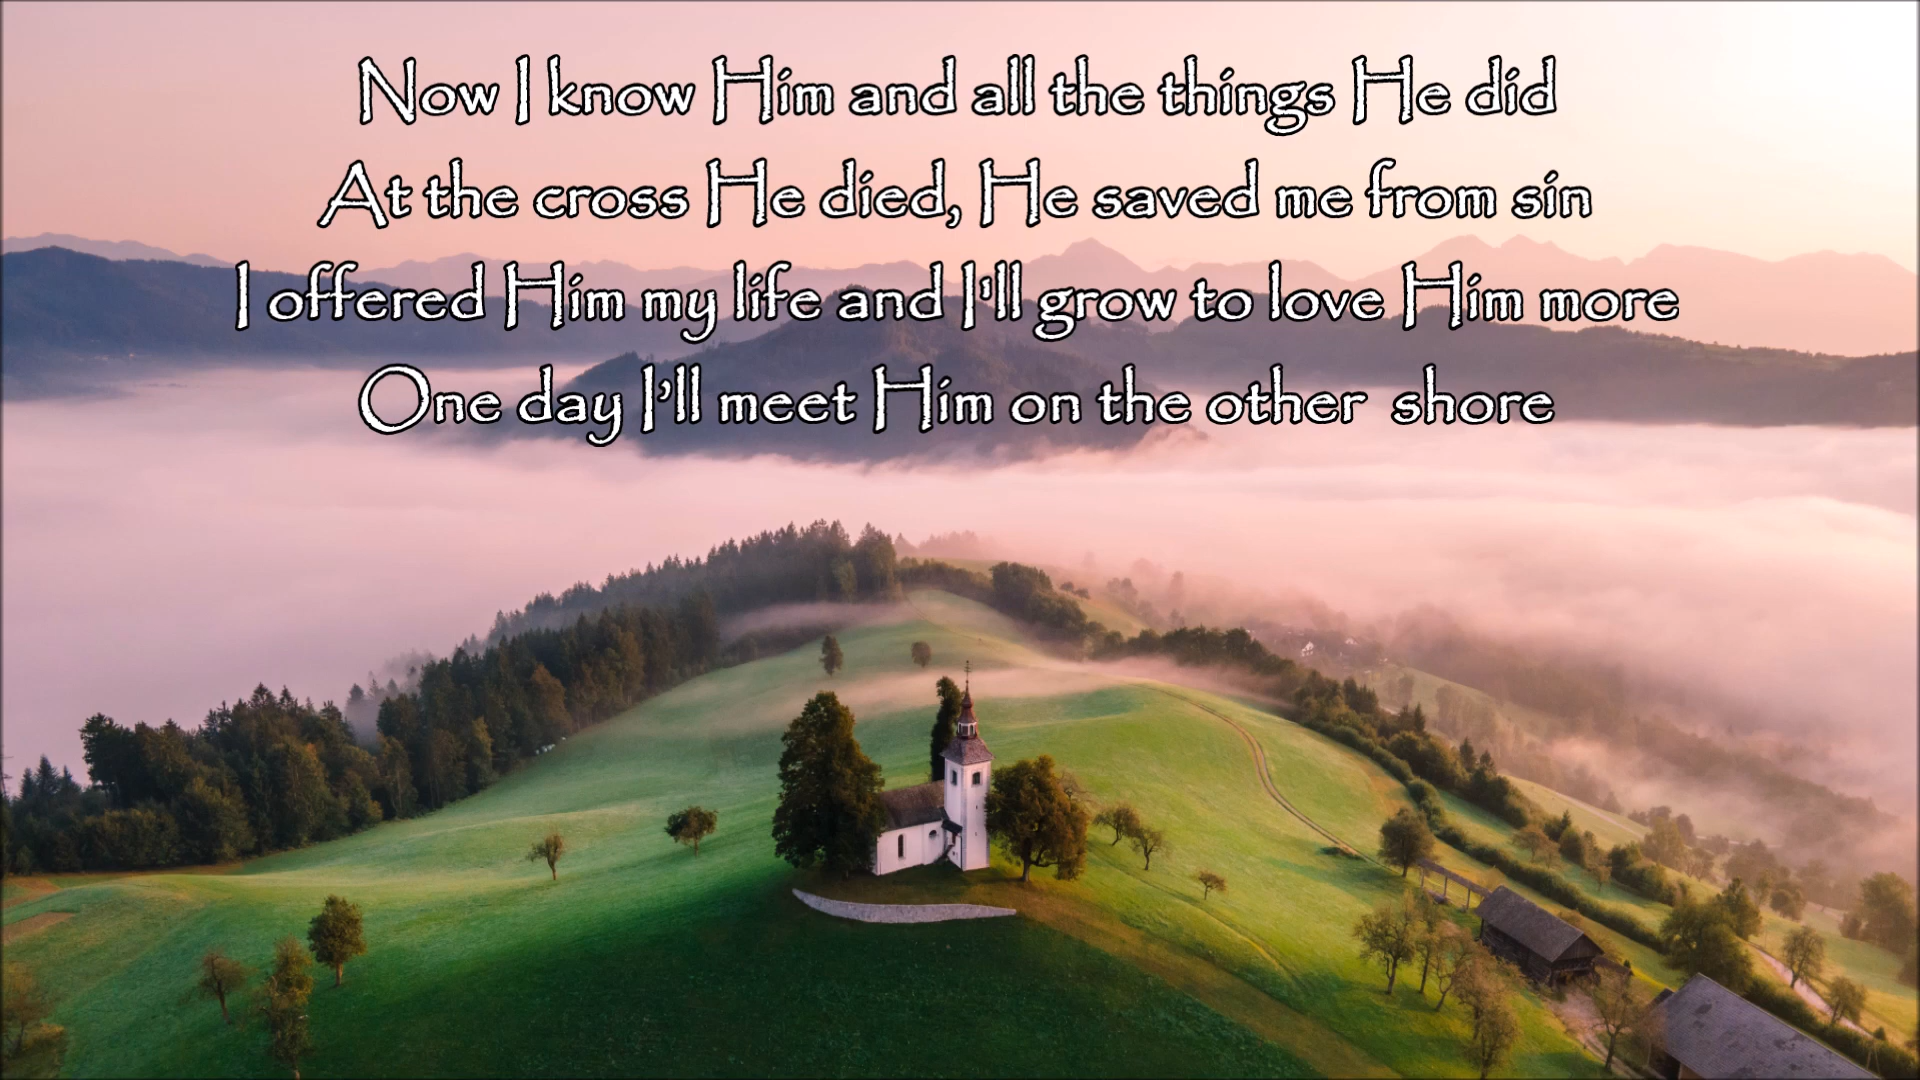 Now I know Him and all the things He did
At the cross He died, He saved me from sin
I offered Him my life and I'll grow to love Him more
One day I'll meet Him on the other  shore